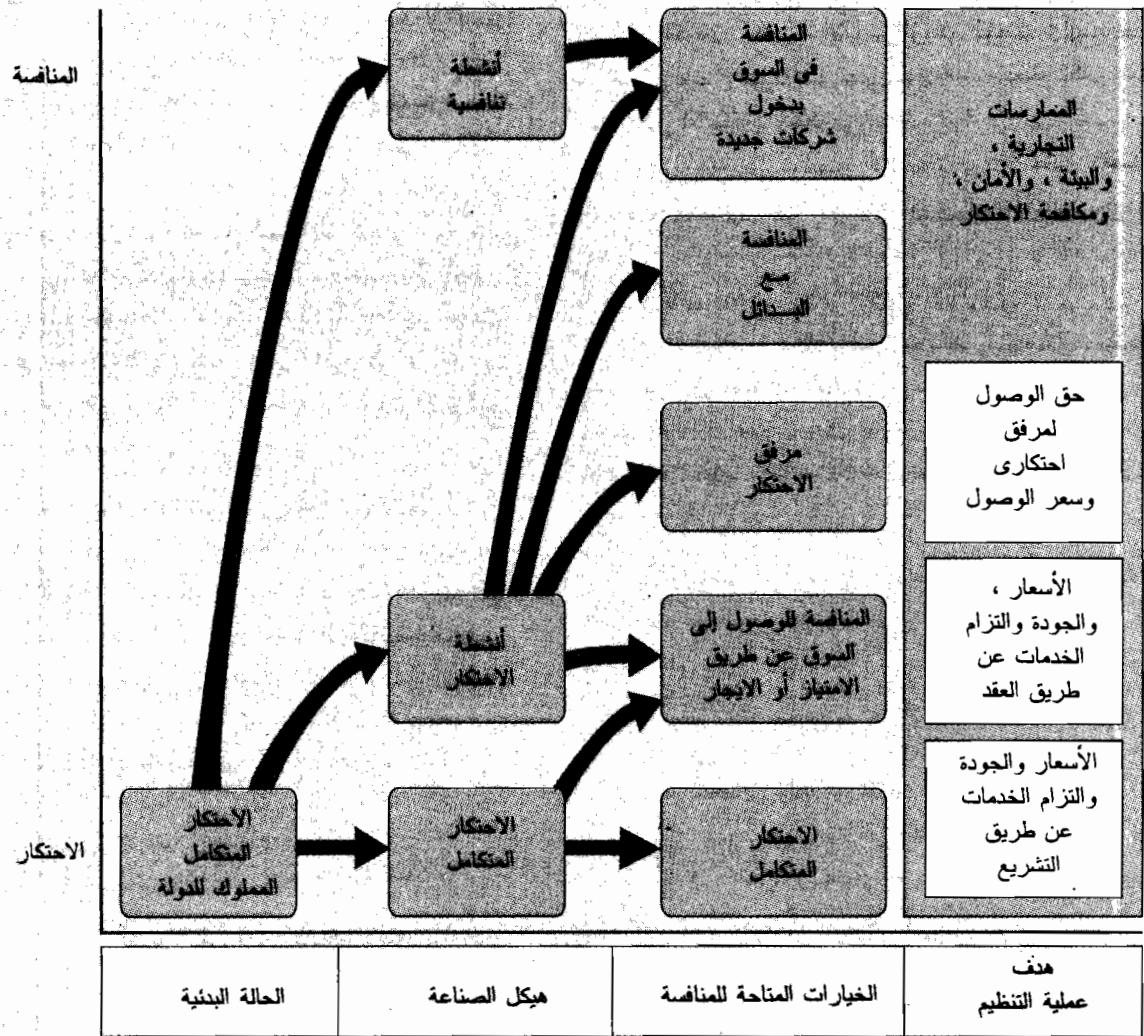 المنافسة
أنشطة
تنافسية
المنافسة
فى السوق
بدخول
شركات جديدة
الممارسات
التجارية ،
والبيئة ، والأمان ،
ومكافحة الاحتكار
المنافسة
مع
البدائل
مرفق
الاحتكار
حق الوصول
لمرفق
احتكارى
وسعر الوصول
أنشطة
الاحتكار
المنافسة للوصول إلى
السوق عن طريق
الامتياز أو الايجار
الأسعار ،
والجودة والتزام
الخدمات عن
طريق العقد
الاحتكار
الاحتكار
المتكامل
المملوك للدولة
الاحتكار
المتكامل
الاحتكار
المتكامل
الأسعار والجودة
والتزام الخدمات
عن طريق
التشريع
الحالة البدئية
هيكل الصناعة
الخيارات المتاحة للمنافسة
هدف
عملية التنظيم